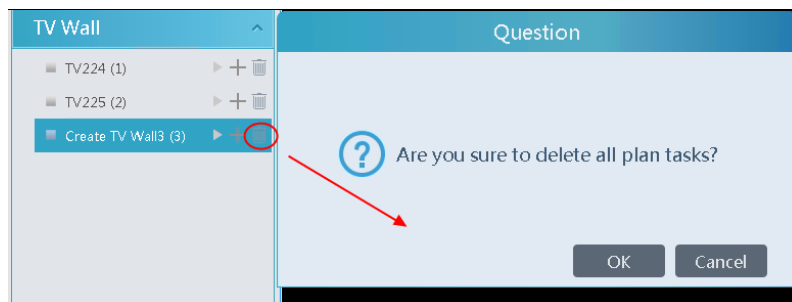 TV Wall
TV224 (1)
TV225 (2)
Create TV Wall3 (3)
Question
Are you sure to delete all plan tasks?
OK
Cancel